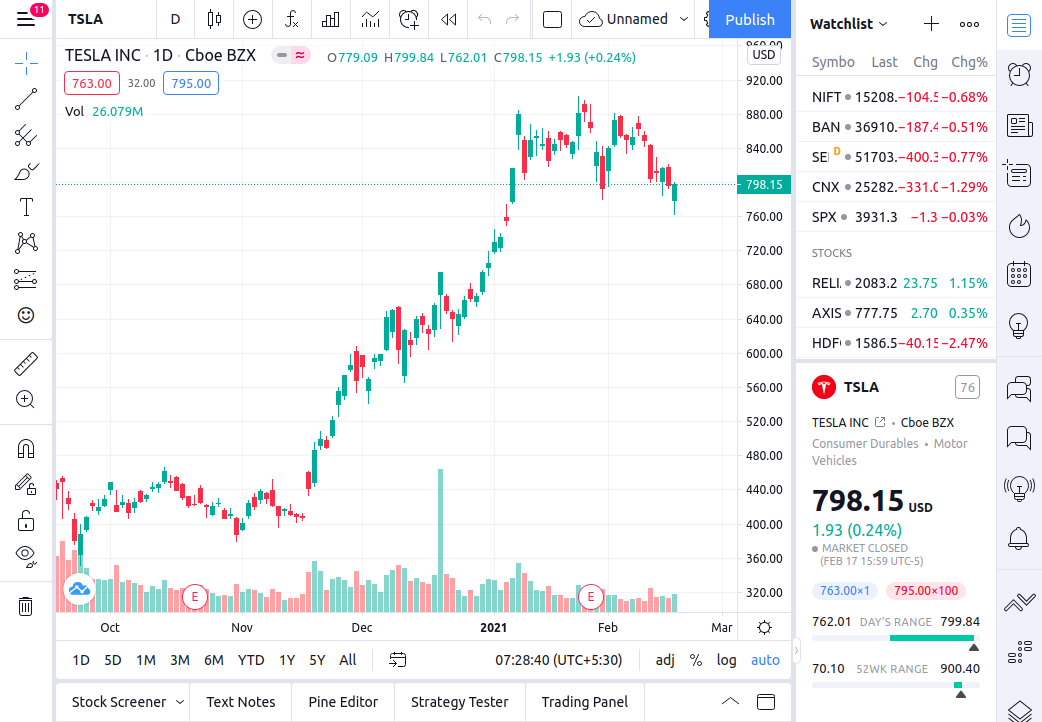 11
TSLA D Unnamed Publish
TESLA INC · 1D · Cboe BZX
O779.09 H799.84 L762.01 C798.15 +1.93 (+0.24%)
763.00 32.00 795.00
Vol 26.079M
USD
920.00
880.00
840.00
798.15
760.00
720.00
680.00
640.00
600.00
560.00
520.00
480.00
440.00
400.00
360.00
320.00
E E
Oct Nov Dec 2021 Feb Mar
1D 5D 1M 3M 6M YTD 1Y 5Y All 07:28:40 (UTC+5:30) adj % log auto
Stock Screener Text Notes Pine Editor Strategy Tester Trading Panel
Watchlist
Symbo Last Chg Chg%
NIFT 15208. −104.5 −0.68%
BAN 36910. −187.4 −0.51%
SE D 51703. −400.3 −0.77%
CNX 25282. −331.0 −1.29%
SPX 3931.3 −1.3 −0.03%
STOCKS
RELI. 2083.2 23.75 1.15%
AXIS 777.75 2.70 0.35%
HDF 1586.5 −40.15 −2.47%
TSLA 76
TESLA INC • Cboe BZX
Consumer Durables • Motor
Vehicles
798.15 USD
1.93 (0.24%)
MARKET CLOSED
(FEB 17 15:59 UTC-5)
763.00×1 795.00×100
762.01 DAY'S RANGE 799.84
70.10 52WK RANGE 900.40